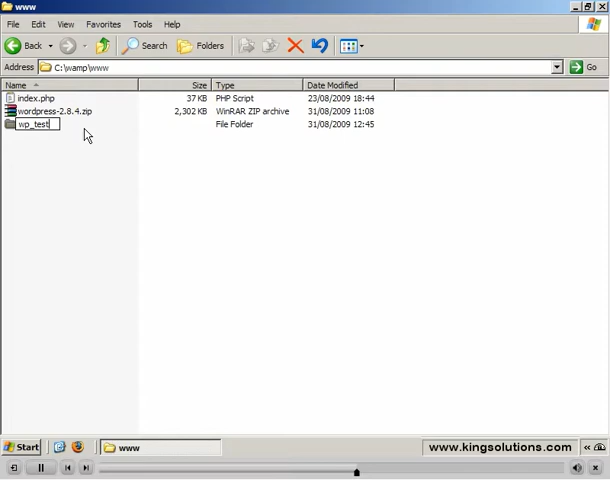 www
File Edit View Favorites Tools Help
Back Search Folders
Address C:\wamp\www Go
Name Size Type Date Modified
index.php 37 KB PHP Script 23/08/2009 18:44
wordpress-2.8.4.zip 2,302 KB WinRAR ZIP archive 31/08/2009 11:08
wp_test File Folder 31/08/2009 12:45
Start www www.kingsolutions.com